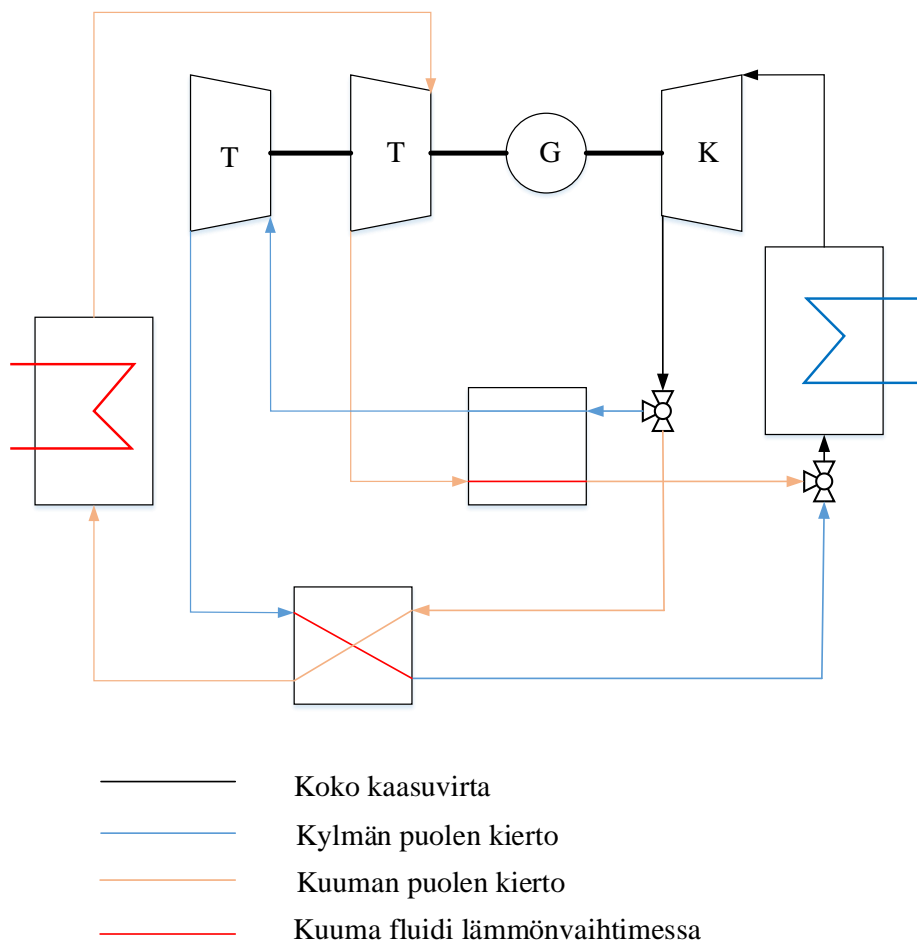 T
T
G
K
Koko kaasuvirta
Kylmän puolen kierto
Kuuman puolen kierto
Kuuma fluidi lämmönvaihtimessa